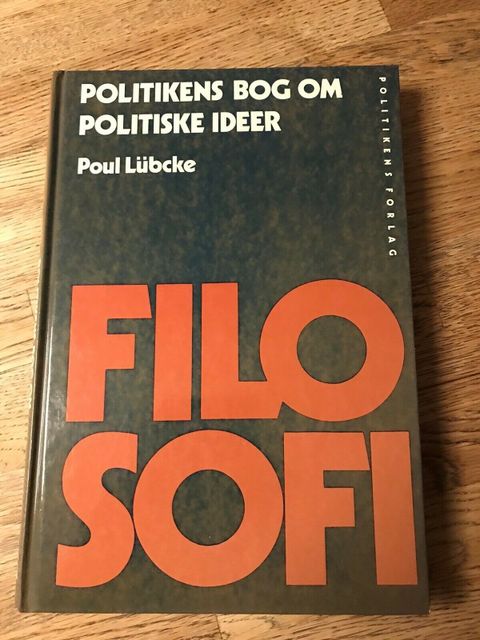 POLITIKENS BOG OM
POLITISKE IDEER
Poul Lübcke
POLITIKENS FORLAG
FILO
SOFI